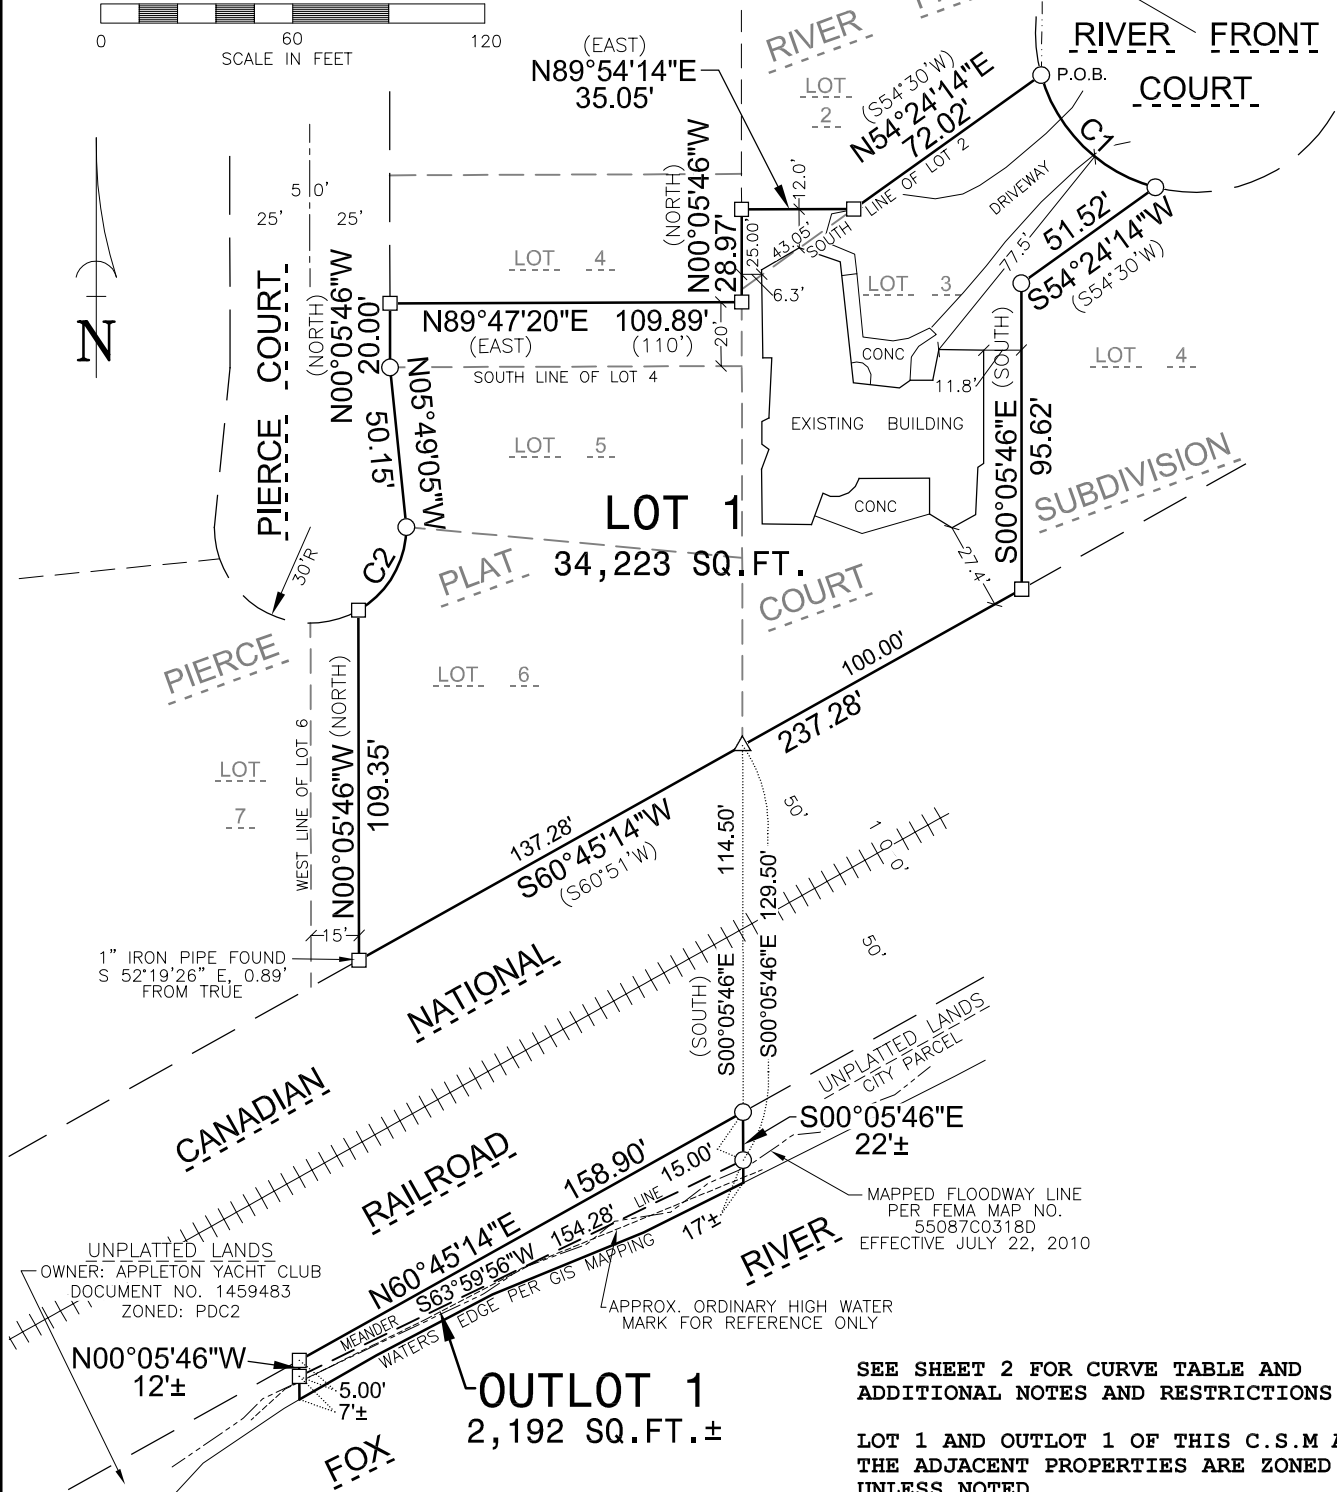 0 60 120
SCALE IN FEET
(EAST)
N89°54'14"E
35.05'
RIVER
RIVER FRONT
COURT
LOT
2
(S54°30'W)
N54°24'14"E
72.02'
SOUTH LINE OF LOT 2
P.O.B.
C1
DRIVEWAY
77.5'
51.52'
S54°24'14"W
(S54°30'W)
12.0'
43.05'
25.00'
6.3'
(NORTH)
N00°05'46"W
28.97'
5 0'
25' 25'
N
PIERCE COURT
(NORTH)
N00°05'46"W
20.00'
LOT 4
N89°47'20"E 109.89'
(EAST) (110')
20'
SOUTH LINE OF LOT 4
N05°49'05"W
50.15'
LOT 5
LOT 3
CONC
11.8'
EXISTING BUILDING
CONC
27.4'
(SOUTH)
S00°05'46"E
95.62'
LOT 4
SUBDIVISION
LOT 1
34,223 SQ.FT.
C2
30'R
PIERCE
PLAT
COURT
LOT 6
LOT
7
WEST LINE OF LOT 6
N00°05'46"W (NORTH)
109.35'
15'
1" IRON PIPE FOUND
S 52°19'26" E, 0.89'
FROM TRUE
100.00'
237.28'
137.28'
S60°45'14"W
(S60°51'W)
50'
100'
50'
114.50'
(SOUTH)
S00°05'46"E
S00°05'46"E 129.50'
CANADIAN
NATIONAL
RAILROAD
UNPLATTED LANDS
CITY PARCEL
S00°05'46"E
22'±
MAPPED FLOODWAY LINE
PER FEMA MAP NO.
55087C0318D
EFFECTIVE JULY 22, 2010
158.90'
N60°45'14"E
15.00'
MEANDER LINE
S63°59'56"W 154.28'
17'±
WATERS EDGE PER GIS MAPPING
APPROX. ORDINARY HIGH WATER
MARK FOR REFERENCE ONLY
UNPLATTED LANDS
OWNER: APPLETON YACHT CLUB
DOCUMENT NO. 1459483
ZONED: PDC2
N00°05'46"W
12'±
5.00'
7'±
OUTLOT 1
2,192 SQ.FT.±
FOX
RIVER
SEE SHEET 2 FOR CURVE TABLE AND
ADDITIONAL NOTES AND RESTRICTIONS
LOT 1 AND OUTLOT 1 OF THIS C.S.M
THE ADJACENT PROPERTIES ARE ZONED
UNLESS NOTED